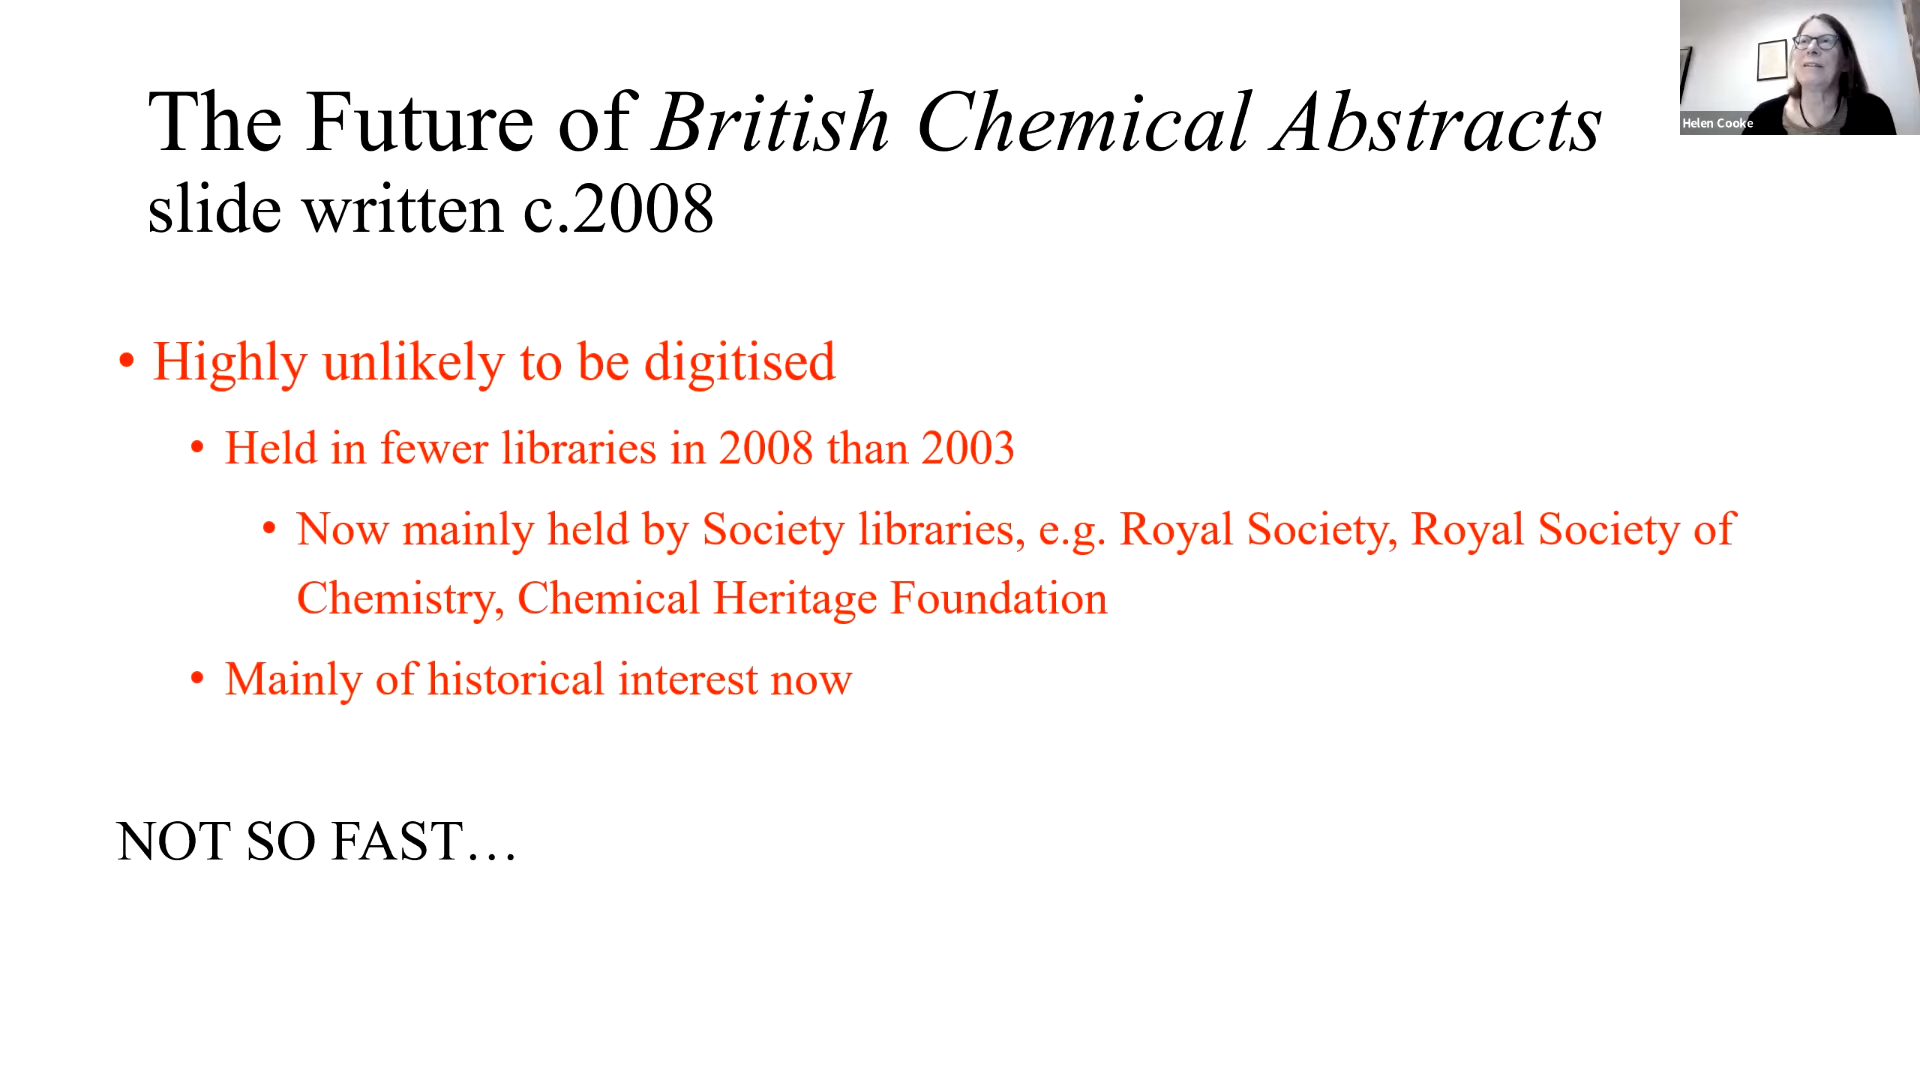 The Future of British Chemical Abstracts
slide written c.2008
• Highly unlikely to be digitised
• Held in fewer libraries in 2008 than 2003
• Now mainly held by Society libraries, e.g. Royal Society, Royal Society of
Chemistry, Chemical Heritage Foundation
• Mainly of historical interest now
NOT SO FAST…
Helen Cooke